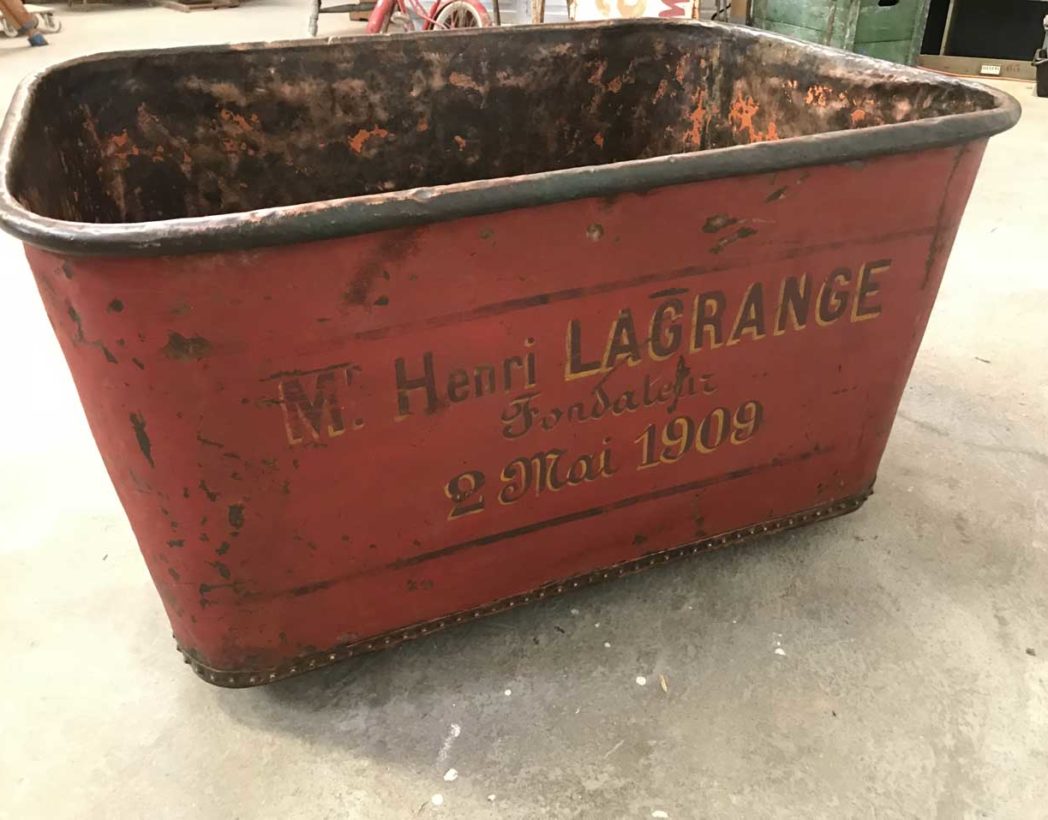 Mr. Henri LAGRANGE
Fondateur
2 Mai 1909